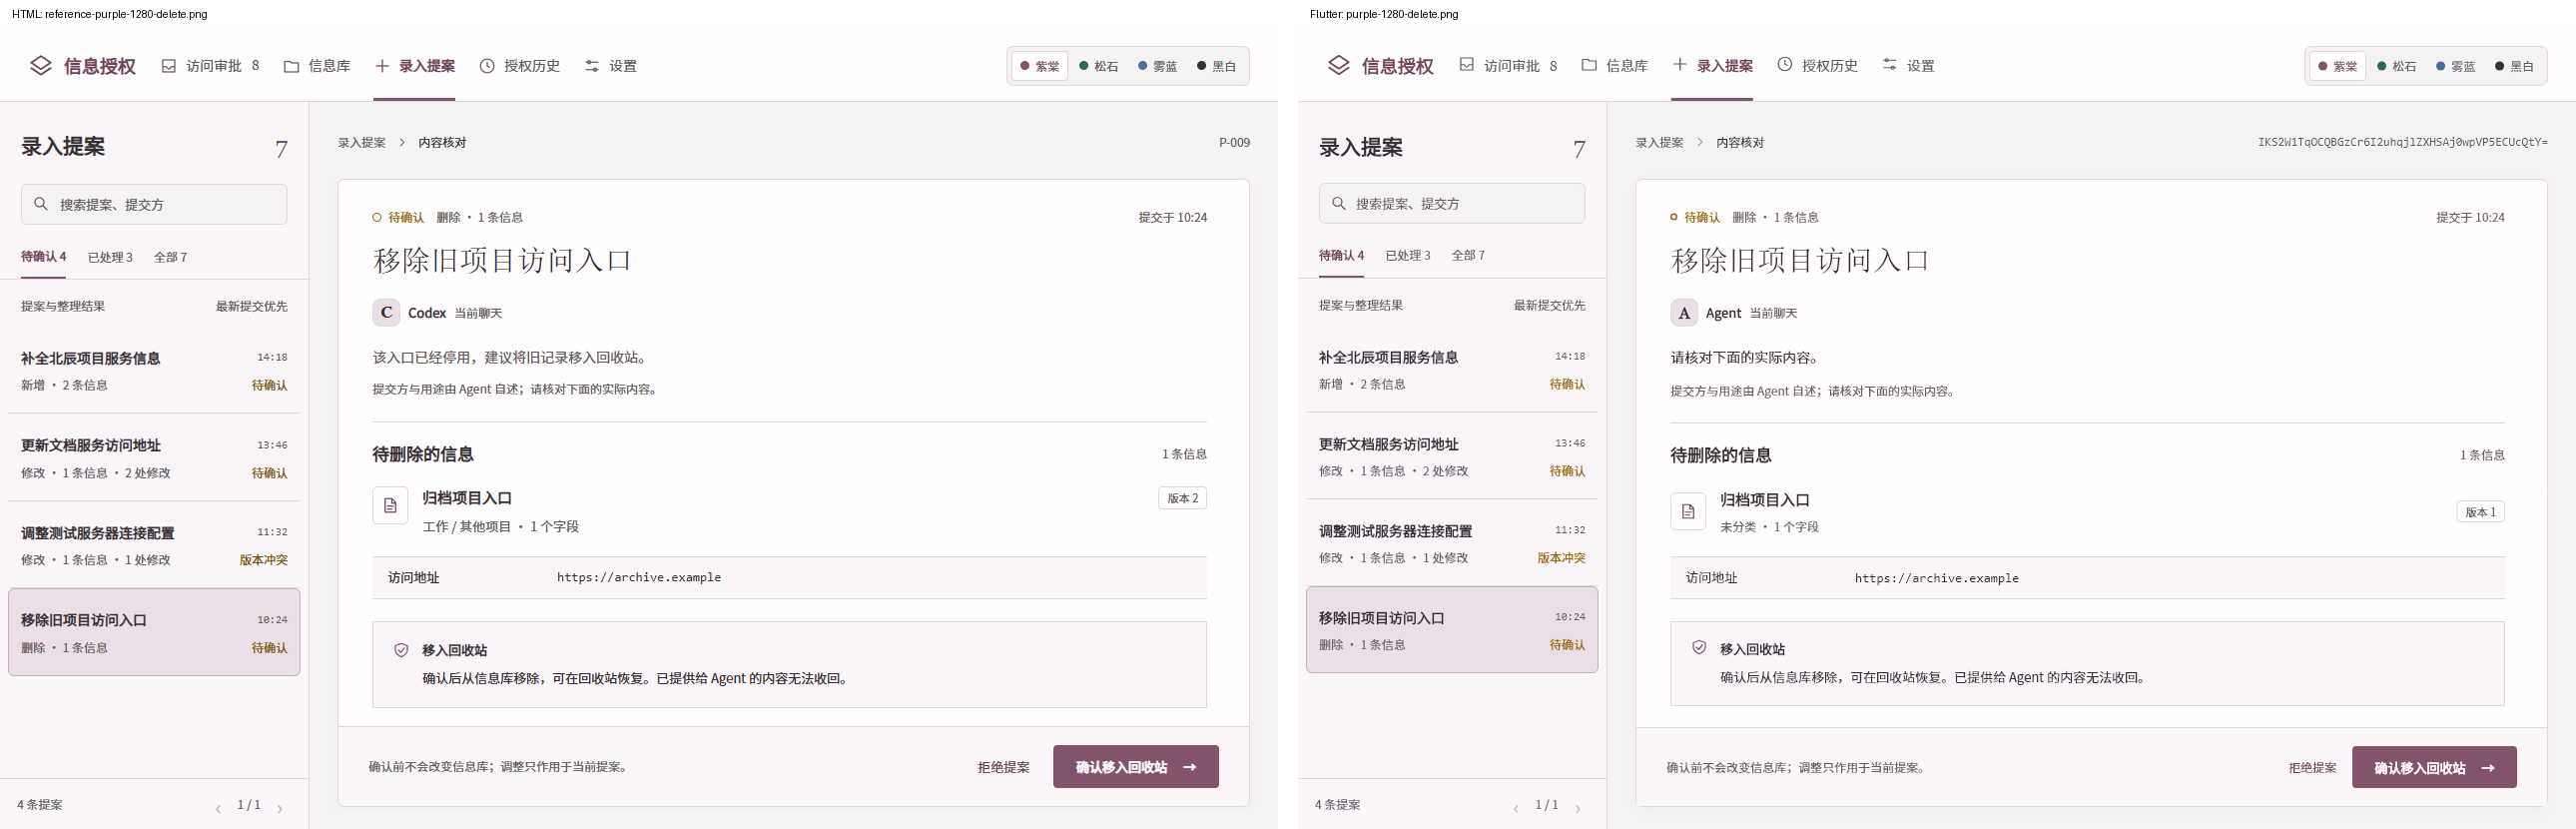 HTML: reference-purple-1280-delete.png
信息授权 访问审批 8 信息库 录入提案 授权历史 设置 紫棠 松石 雾蓝 黑白
录入提案 7
搜索提案、提交方
待确认 4 已处理 3 全部 7
提案与整理结果 最新提交优先
补全北辰项目服务信息 14:18
新增 · 2 条信息 待确认
更新文档服务访问地址 13:46
修改 · 1 条信息 · 2 处修改 待确认
调整测试服务器连接配置 11:32
修改 · 1 条信息 · 1 处修改 版本冲突
移除旧项目访问入口 10:24
删除 · 1 条信息 待确认
4 条提案 ‹ 1 / 1 ›
录入提案 > 内容核对 P-009
待确认 删除 · 1 条信息 提交于 10:24
移除旧项目访问入口
C Codex 当前聊天
该入口已经停用，建议将旧记录移入回收站。
提交方与用途由 Agent 自述；请核对下面的实际内容。
待删除的信息 1 条信息
归档项目入口 版本 2
工作 / 其他项目 · 1 个字段
访问地址 https://archive.example
移入回收站
确认后从信息库移除，可在回收站恢复。已提供给 Agent 的内容无法收回。
确认前不会改变信息库；调整只作用于当前提案。 拒绝提案 确认移入回收站 →
Flutter: purple-1280-delete.png
信息授权 访问审批 8 信息库 录入提案 授权历史 设置 紫棠 松石 雾蓝 黑白
录入提案 7
搜索提案、提交方
待确认 4 已处理 3 全部 7
提案与整理结果 最新提交优先
补全北辰项目服务信息 14:18
新增 · 2 条信息 待确认
更新文档服务访问地址 13:46
修改 · 1 条信息 · 2 处修改 待确认
调整测试服务器连接配置 11:32
修改 · 1 条信息 · 1 处修改 版本冲突
移除旧项目访问入口 10:24
删除 · 1 条信息 待确认
4 条提案 ‹ 1 / 1 ›
录入提案 > 内容核对
待确认 删除 · 1 条信息 提交于 10:24
移除旧项目访问入口
A Agent 当前聊天
请核对下面的实际内容。
提交方与用途由 Agent 自述；请核对下面的实际内容。
待删除的信息 1 条信息
归档项目入口 版本 1
未分类 · 1 个字段
访问地址 https://archive.example
移入回收站
确认后从信息库移除，可在回收站恢复。已提供给 Agent 的内容无法收回。
确认前不会改变信息库；调整只作用于当前提案。 拒绝提案 确认移入回收站 →